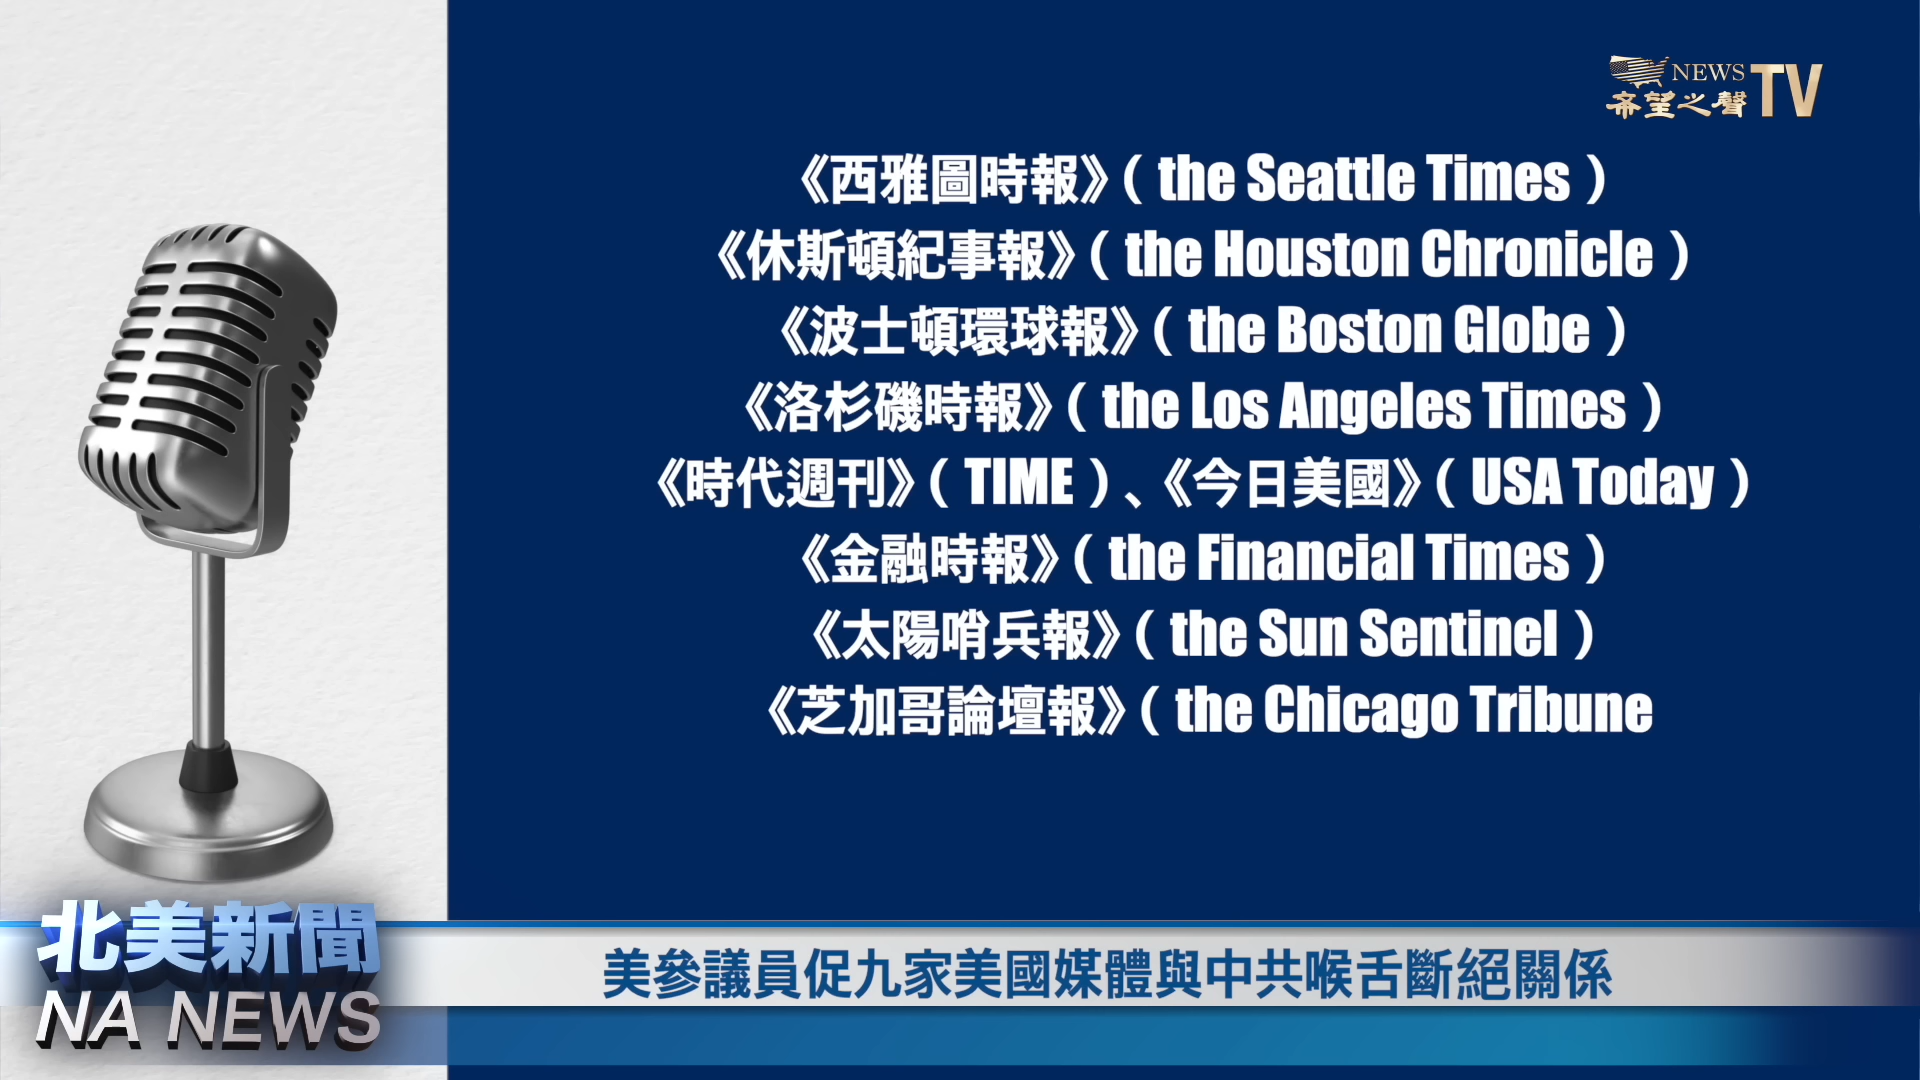 NEWS
希望之聲TV
《西雅圖時報》( the Seattle Times )
《休斯頓紀事報》( the Houston Chronicle )
《波士頓環球報》( the Boston Globe )
《洛杉磯時報》( the Los Angeles Times )
《時代週刊》( TIME )、《今日美國》( USA Today )
《金融時報》( the Financial Times )
《太陽哨兵報》( the Sun Sentinel )
《芝加哥論壇報》( the Chicago Tribune
北美新聞
NA NEWS
美參議員促九家美國媒體與中共喉舌斷絕關係